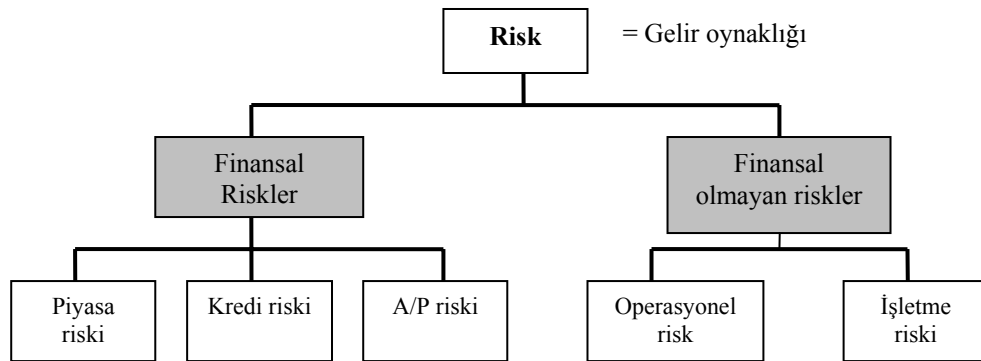 Risk
= Gelir oynaklığı
Finansal
Riskler
Finansal
olmayan riskler
Piyasa
riski
Kredi riski
A/P riski
Operasyonel
risk
İşletme
riski